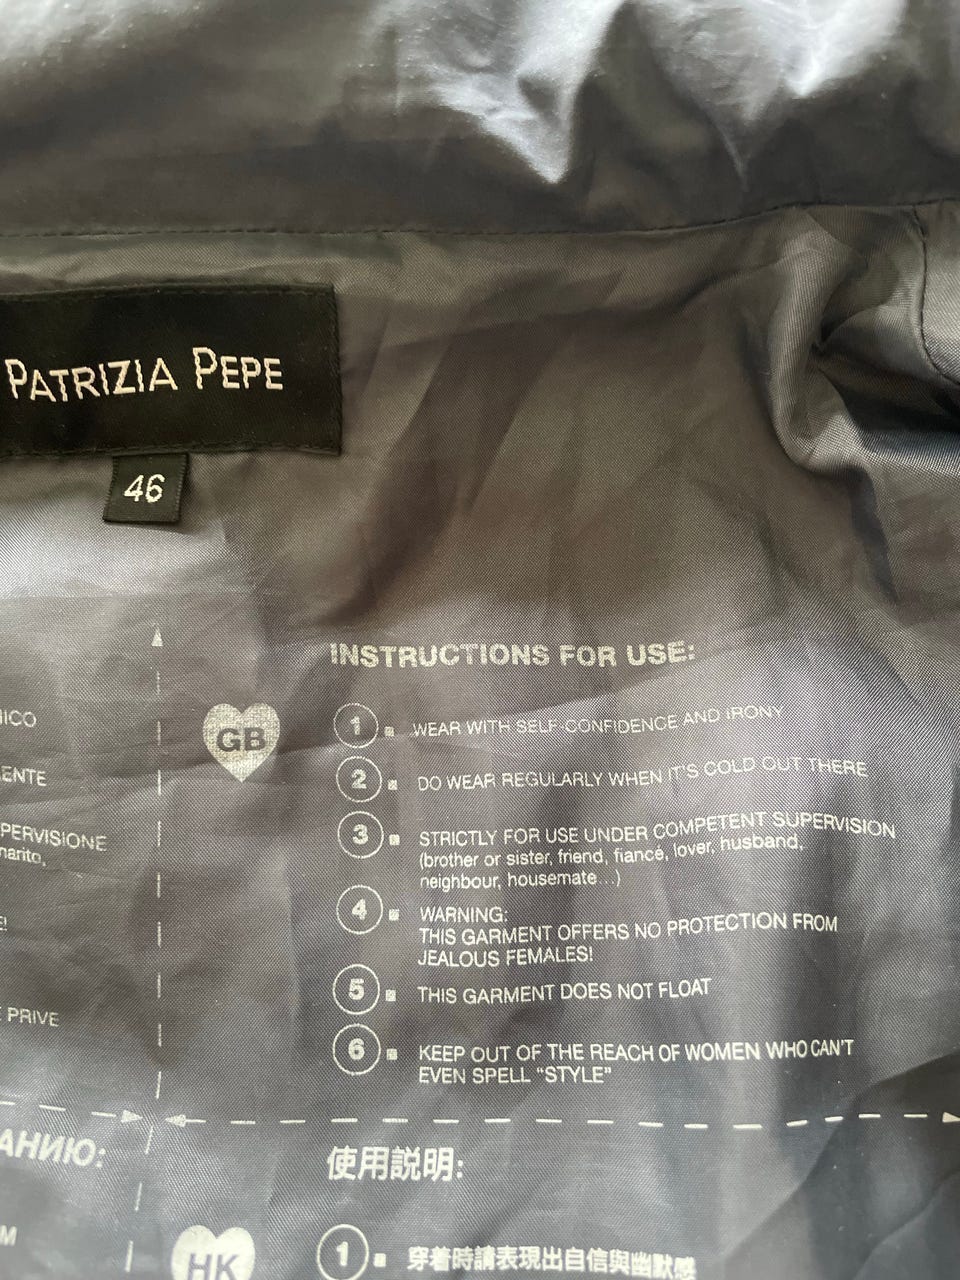 PATRIZIA PEPE
46
INSTRUCTIONS FOR USE:
GB
1 WEAR WITH SELF-CONFIDENCE AND IRONY
2 DO WEAR REGULARLY WHEN IT'S COLD OUT THERE
3 STRICTLY FOR USE UNDER COMPETENT SUPERVISION
(brother or sister, friend, fiancé, lover, husband,
neighbour, housemate...)
4 WARNING:
THIS GARMENT OFFERS NO PROTECTION FROM
JEALOUS FEMALES!
5 THIS GARMENT DOES NOT FLOAT
6 KEEP OUT OF THE REACH OF WOMEN WHO CAN'T
EVEN SPELL "STYLE"
PRIVE
使用説明:
HK
1 穿着時請表現出自信與幽默感